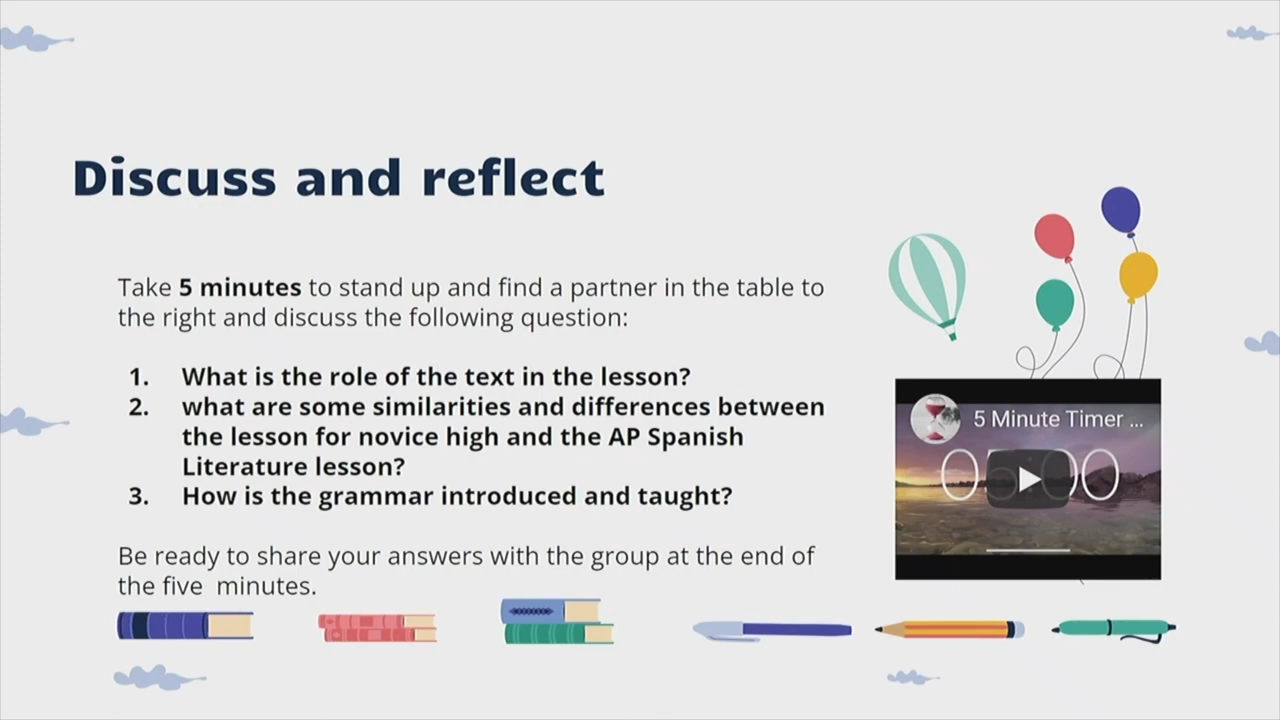 Discuss and reflect
Take 5 minutes to stand up and find a partner in the table to
the right and discuss the following question:
1. What is the role of the text in the lesson?
2. what are some similarities and differences between
the lesson for novice high and the AP Spanish
Literature lesson?
3. How is the grammar introduced and taught?
Be ready to share your answers with the group at the end of
the five  minutes.
5 Minute Timer ...
05:00